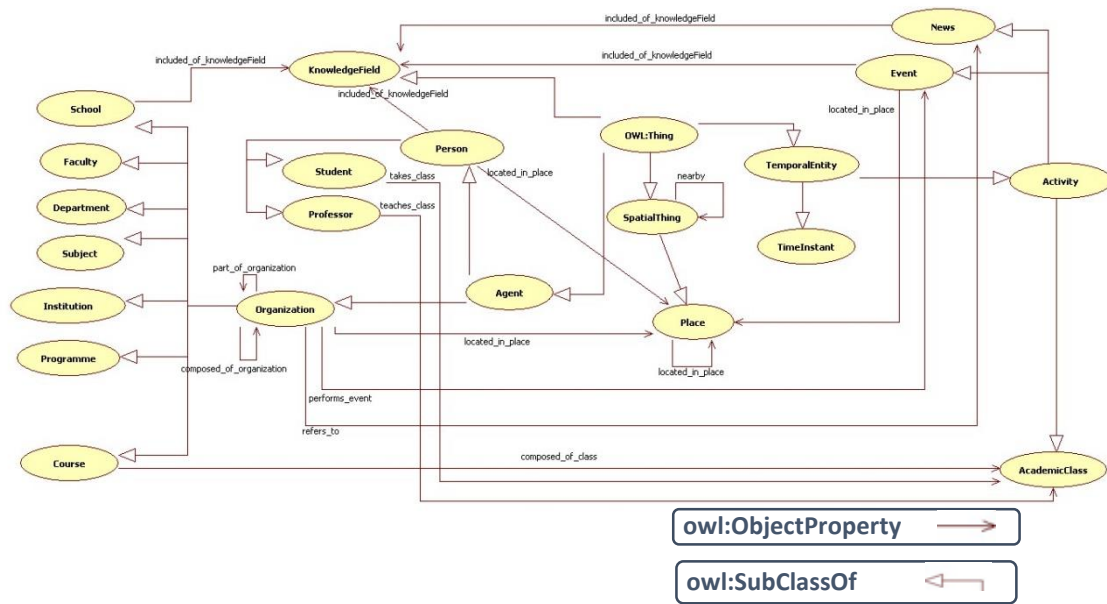 included_of_knowledgeField
News
included_of_knowledgeField
included_of_knowledgeField
KnowledgeField
Event
included_of_knowledgeField
School
located_in_place
OWL:Thing
Person
Faculty
TemporalEntity
Student
located_in_place
nearby
takes_class
Activity
Department
teaches_class
Professor
SpatialThing
Subject
TimeInstant
part_of_organization
Agent
Institution
Organization
Place
located_in_place
Programme
composed_of_organization
located_in_place
performs_event
refers_to
composed_of_class
Course
AcademicClass
owl:ObjectProperty
owl:SubClassOf